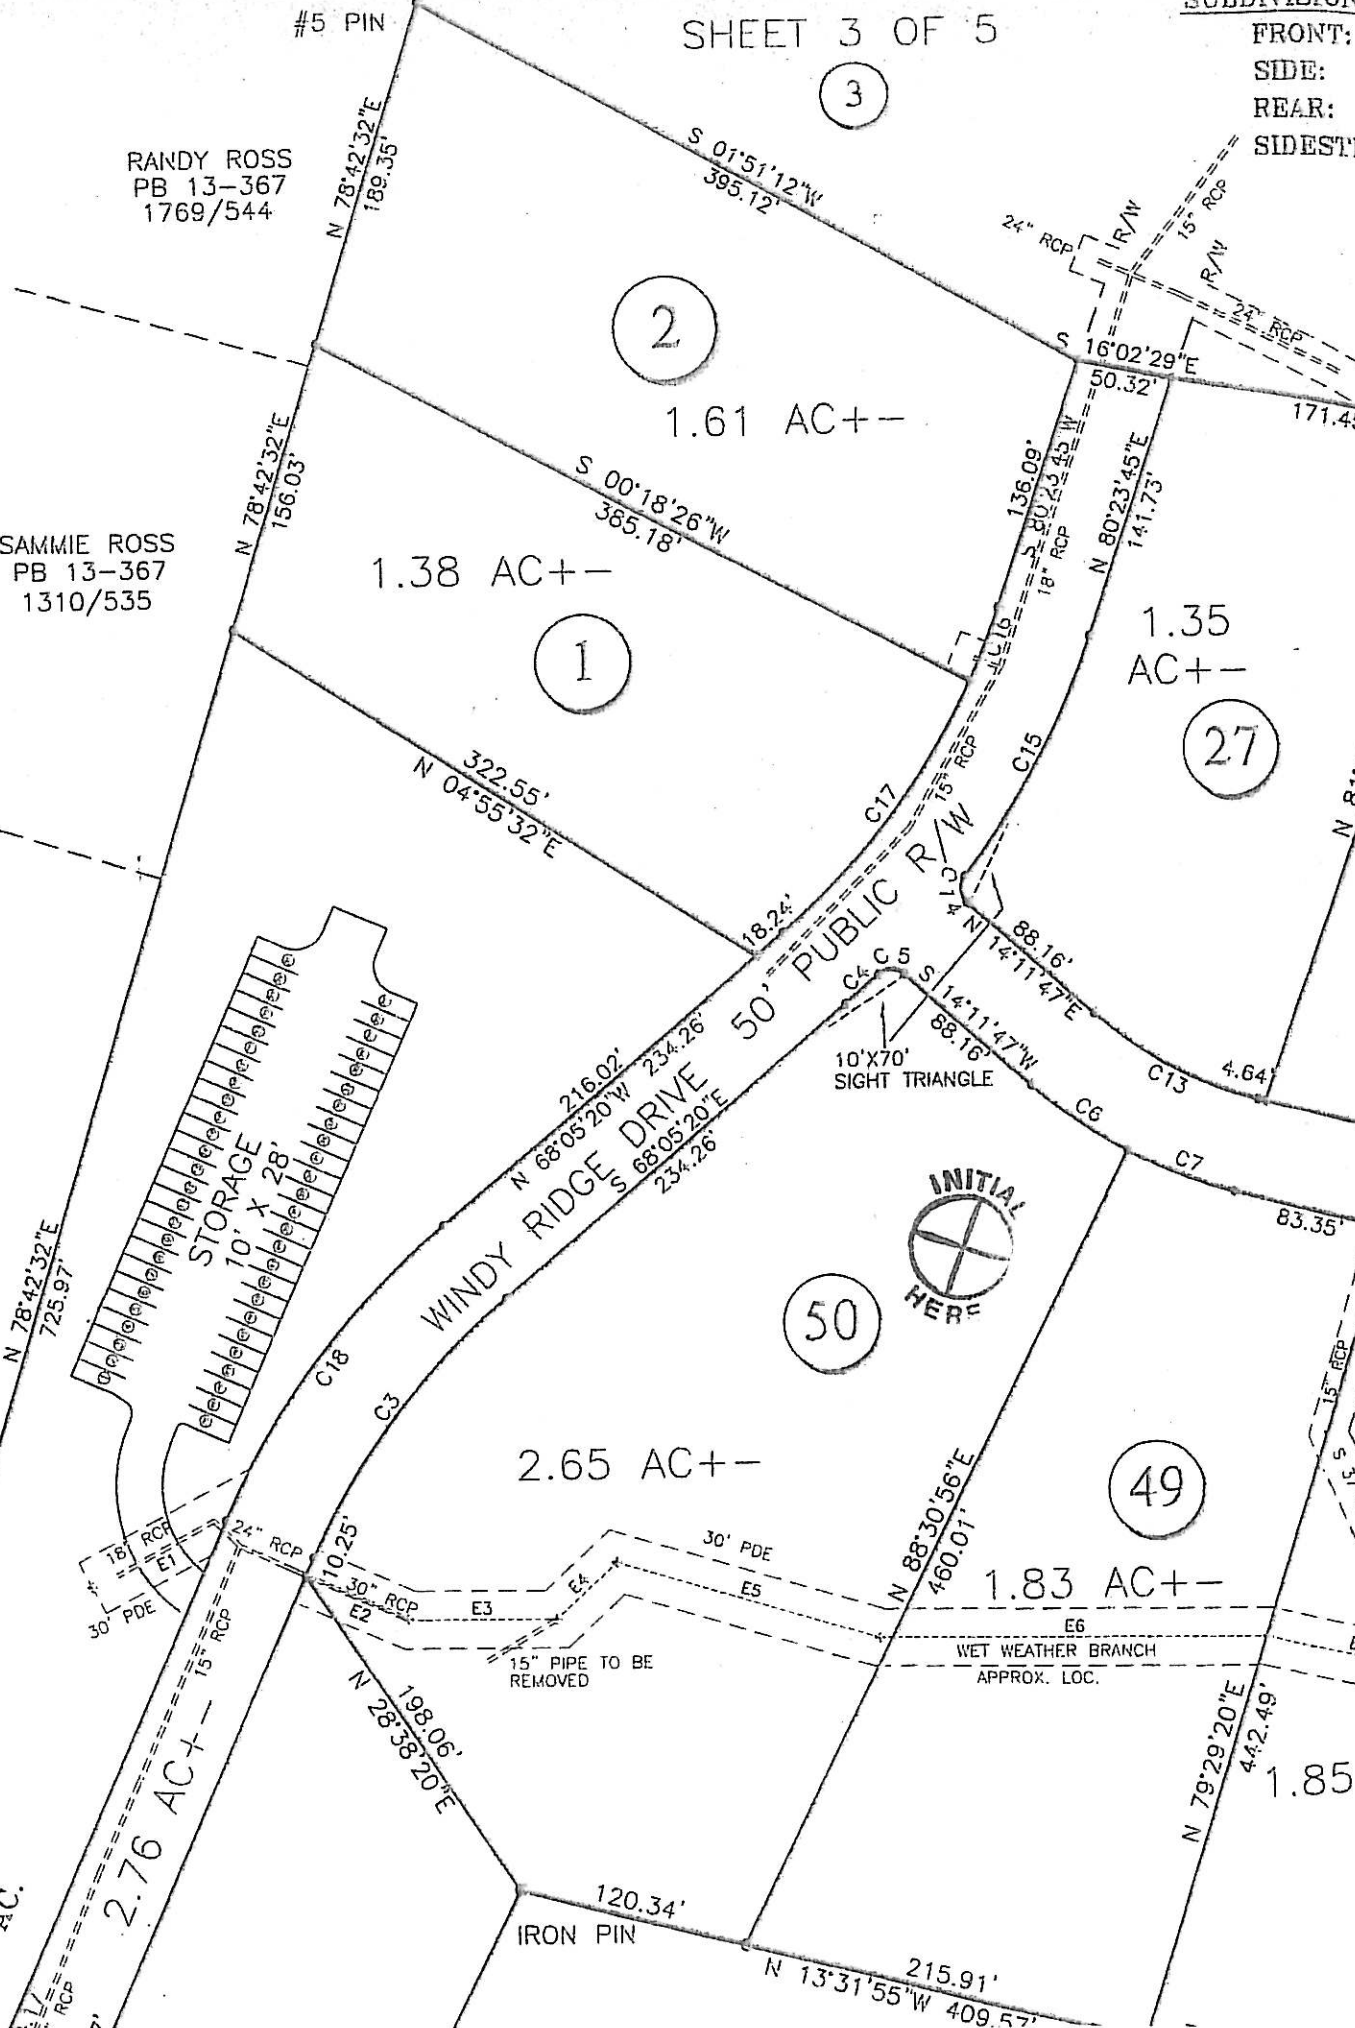 #5 PIN
SHEET 3 OF 5
3
SUBDIVISION
FRONT:
SIDE:
REAR:
RANDY ROSS
PB 13-367
1769/544
N 78°42'32"E
189.35'
S 01°51'12"W
395.12'
24" RCP
R/W
15" RCP
R/W
24" RCP
2
1.61 AC+-
S 16°02'29"E
50.32'
N 78°42'32"E
156.03'
S 00°18'26"W
385.18'
136.09'
S 80°23'45"W
18" RCP
N 80°23'45"E
141.73'
SAMMIE ROSS
PB 13-367
1310/535
1.38 AC+-
1
C16
1.35
AC+-
27
322.55'
N 04°55'32"E
C17
15" RCP
C15
18.24'
C14
88.16'
N 14°11'47"E
C4
C 5
S 14°11'47"W
88.16'
10'X70'
SIGHT TRIANGLE
C13
4.64'
C6
C7
83.35'
216.02'
N 68°05'20"W 234.26'
WINDY RIDGE DRIVE 50' PUBLIC R/W
S 68°05'20"E
234.26'
STORAGE
10' X 28'
INITIAL
HERE
50
N 78°42'32"E
725.97'
C18
C3
2.65 AC+-
49
15" RCP
N 88°30'56"E
460.01'
18" RCP
E1
30' PDE
24" RCP
10.25'
30" RCP
E2
E3
E4
30' PDE
E5
1.83 AC+-
E6
WET WEATHER BRANCH
APPROX. LOC.
15" PIPE TO BE
REMOVED
15" RCP
198.06'
N 28°38'20"E
N 79°29'20"E
442.49'
1.85
2.76 AC+-
AC.
120.34'
IRON PIN
215.91'
N 13°31'55"W 409.57'
RCP